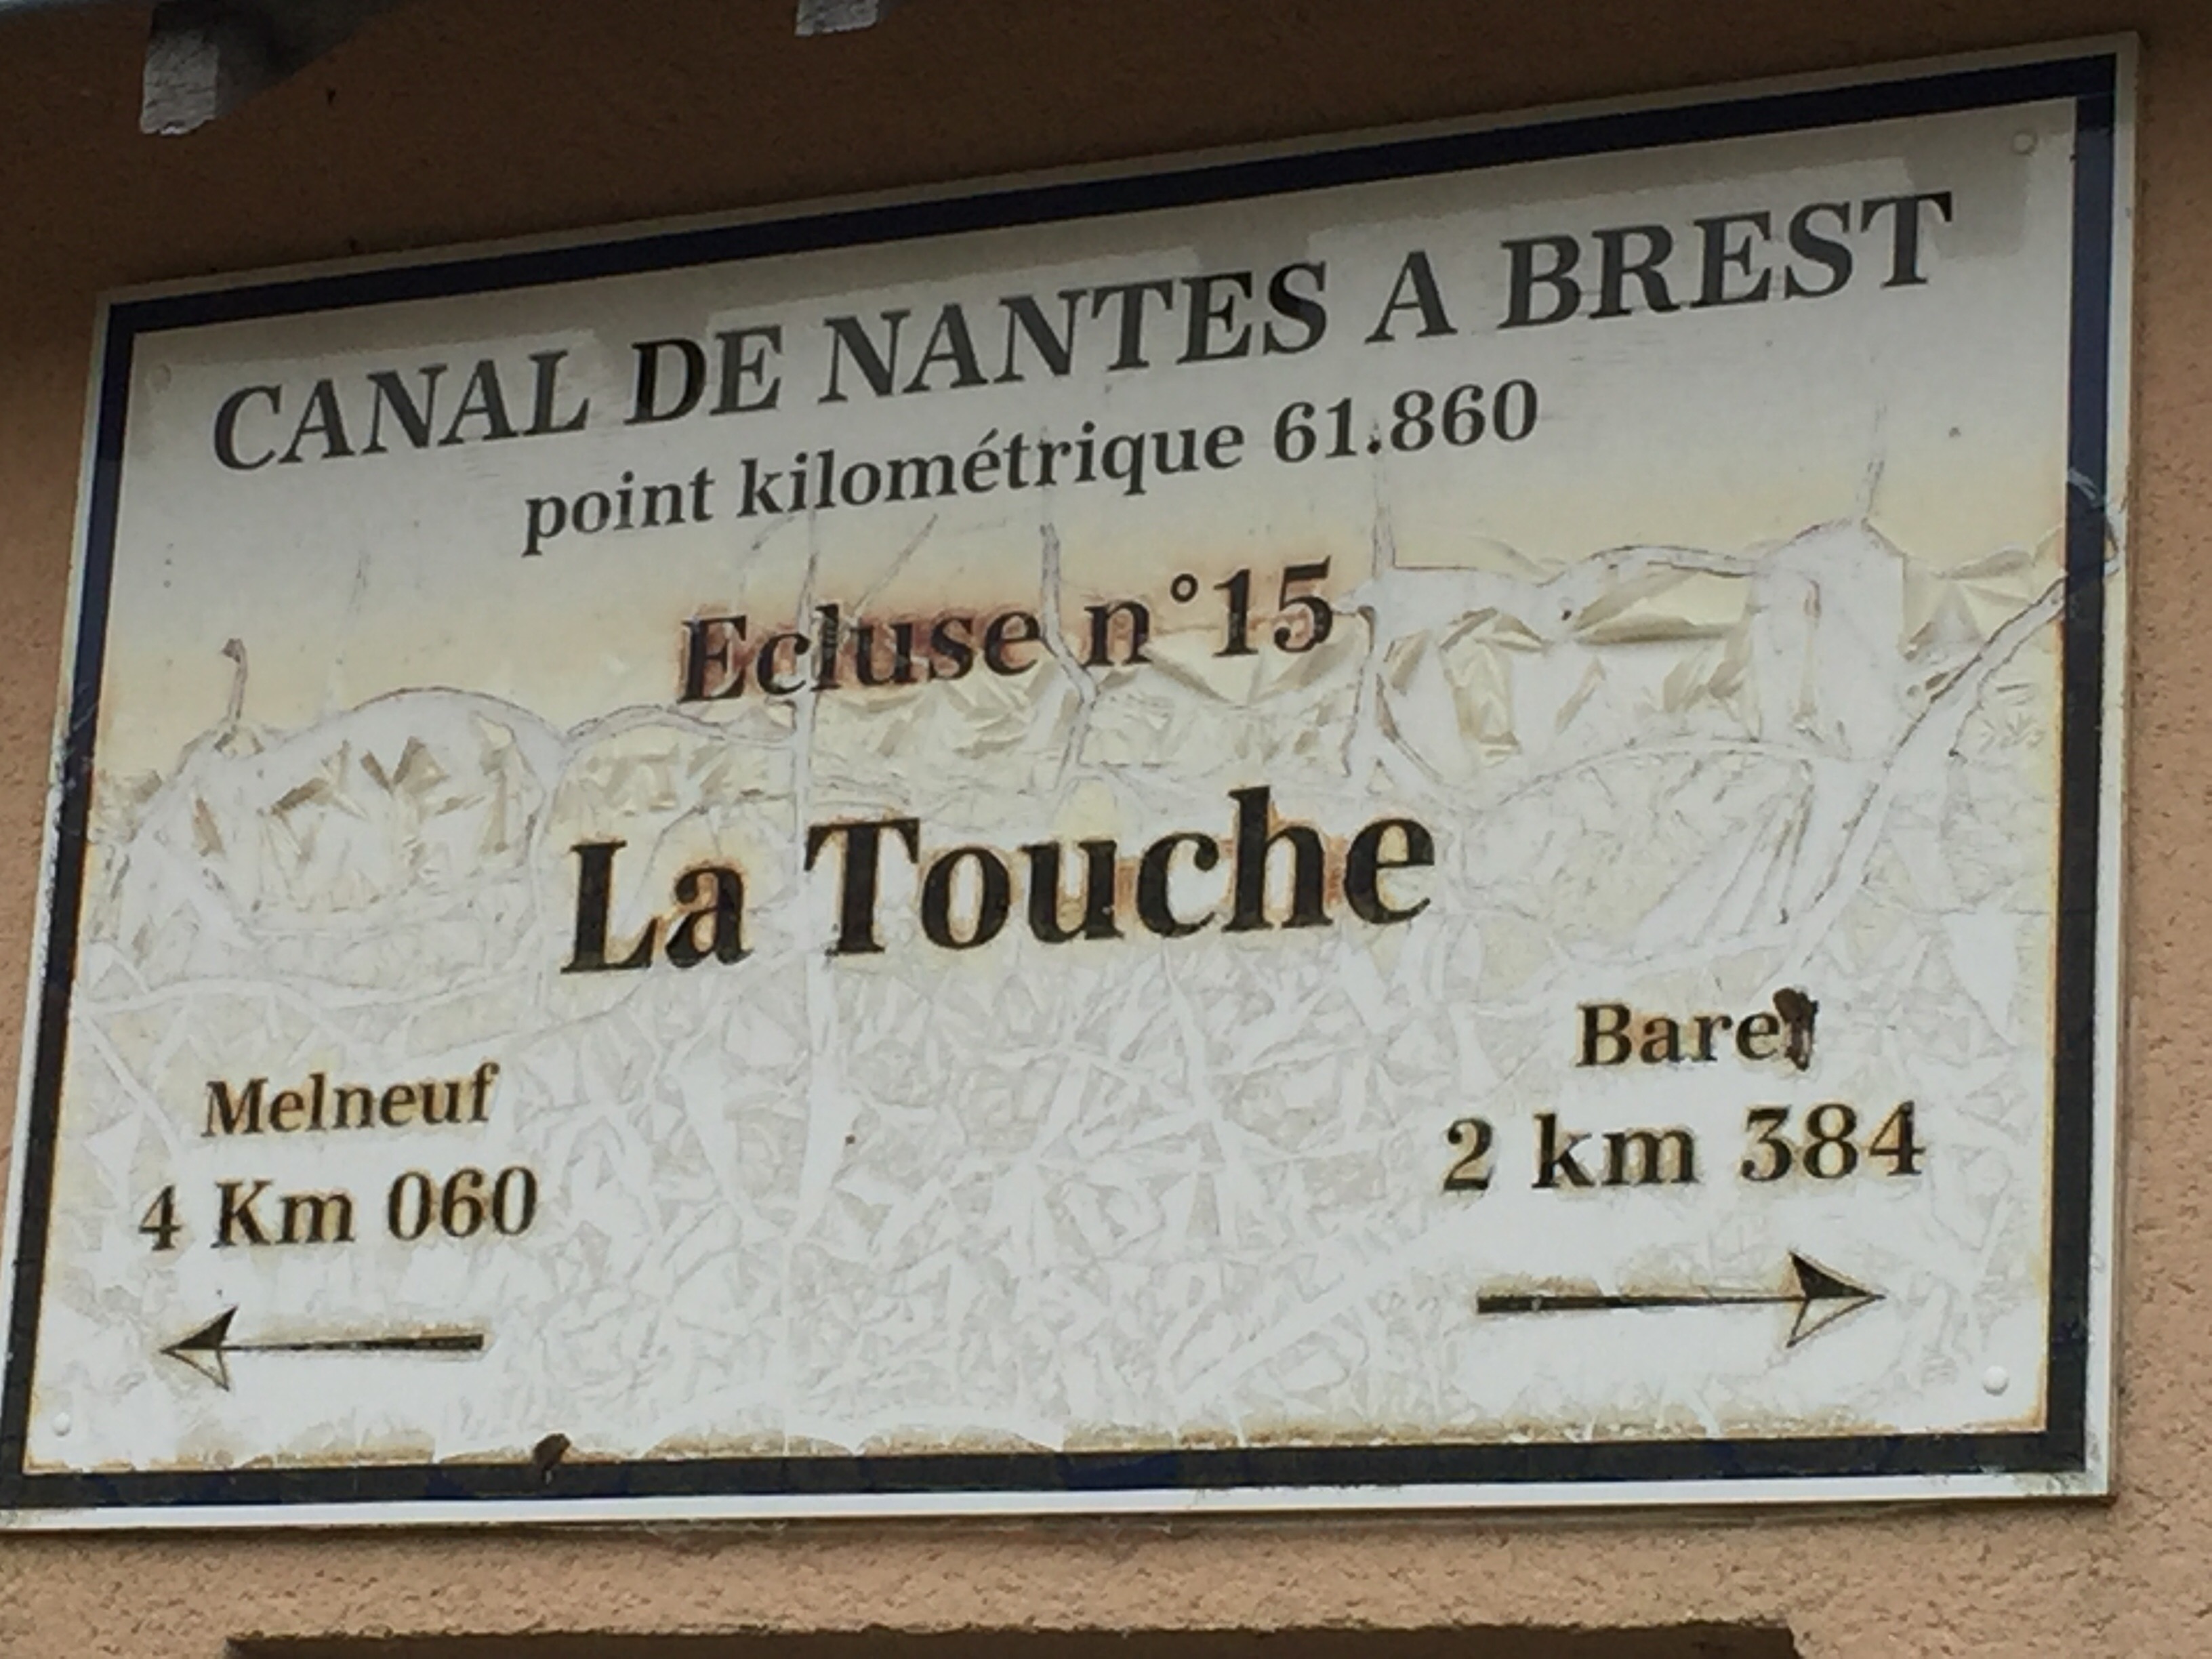 CANAL DE NANTES A BREST
point kilométrique 61.860
Ecluse n°15
La Touche
Melneuf
4 Km 060
2 km 384